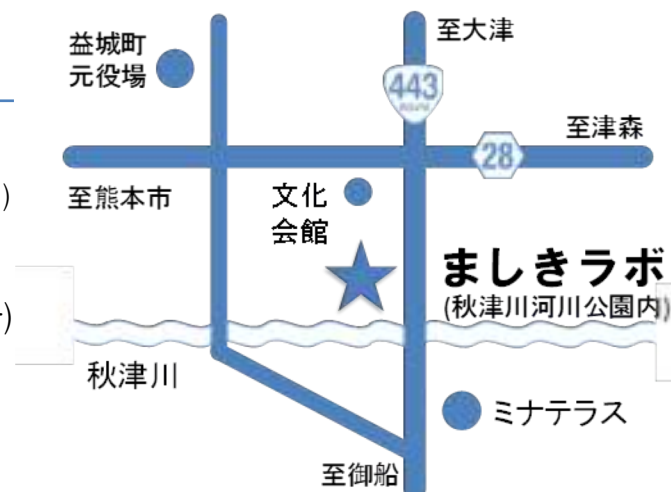 益城町
元役場
至大津
443
28
至津森
至熊本市
文化
会館
ましきラボ
(秋津川河川公園内)
秋津川
ミナテラス
至御船
)
)